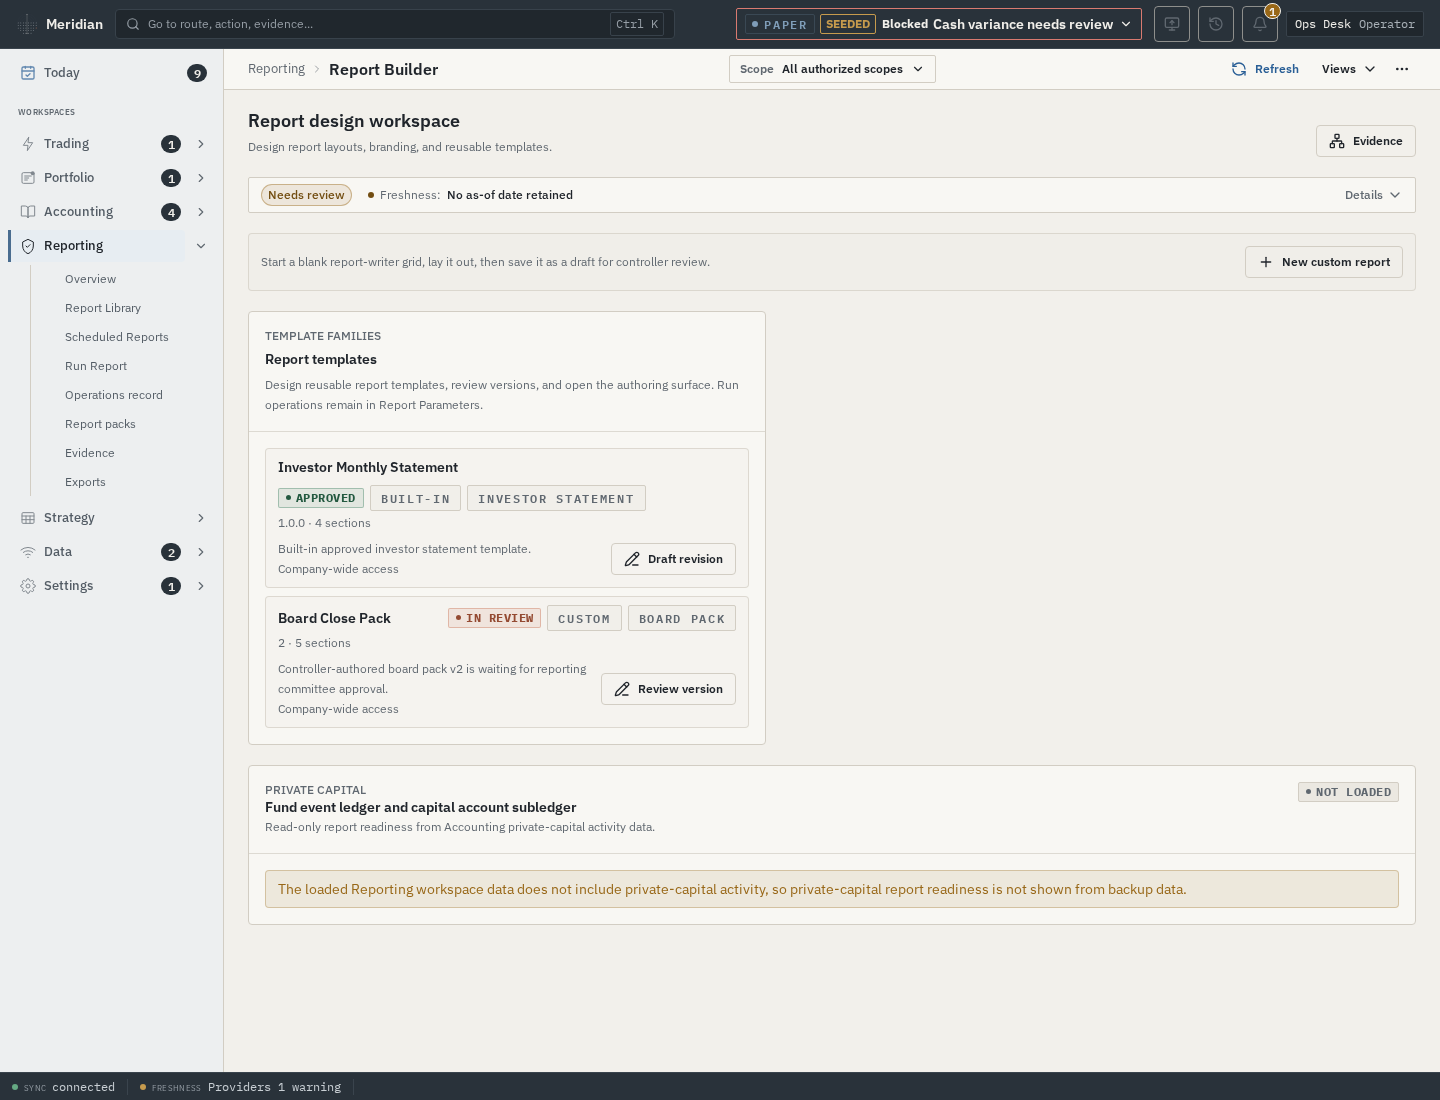 Meridian
Go to route, action, evidence...
Ctrl K
PAPER
SEEDED
Blocked Cash variance needs review
1
Ops Desk Operator
Today
9
WORKSPACES
Trading
1
Portfolio
1
Accounting
4
Reporting
Overview
Report Library
Scheduled Reports
Run Report
Operations record
Report packs
Evidence
Exports
Strategy
Data
2
Settings
1
Reporting
Report Builder
Scope All authorized scopes
Refresh
Views
Report design workspace
Design report layouts, branding, and reusable templates.
Evidence
Needs review
Freshness: No as-of date retained
Details
Start a blank report-writer grid, lay it out, then save it as a draft for controller review.
New custom report
TEMPLATE FAMILIES
Report templates
Design reusable report templates, review versions, and open the authoring surface. Run
operations remain in Report Parameters.
Investor Monthly Statement
APPROVED
BUILT-IN
INVESTOR STATEMENT
1.0.0 · 4 sections
Built-in approved investor statement template.
Company-wide access
Draft revision
Board Close Pack
IN REVIEW
CUSTOM
BOARD PACK
2 · 5 sections
Controller-authored board pack v2 is waiting for reporting
committee approval.
Company-wide access
Review version
PRIVATE CAPITAL
Fund event ledger and capital account subledger
Read-only report readiness from Accounting private-capital activity data.
NOT LOADED
The loaded Reporting workspace data does not include private-capital activity, so private-capital report readiness is not shown from backup data.
SYNC connected
FRESHNESS Providers 1 warning